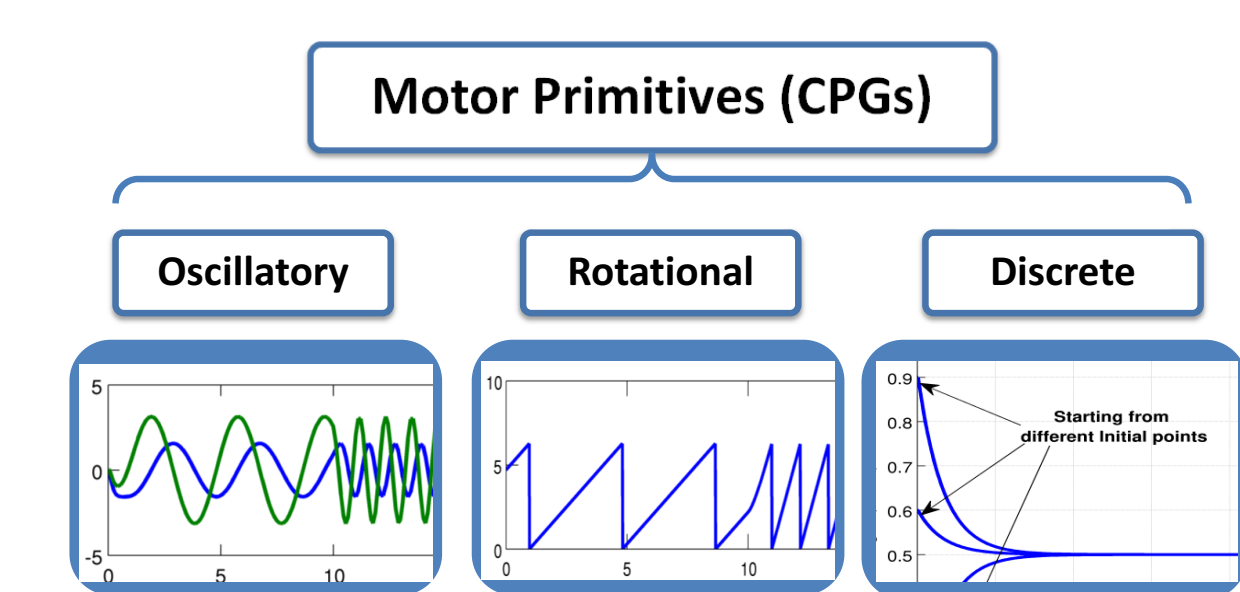 Motor Primitives (CPGs)
Oscillatory
Rotational
Discrete
5
0
-5
0
5
10
10
5
0
0
5
10
0.9
0.8
0.7
0.6
0.5
Starting from
different Initial points